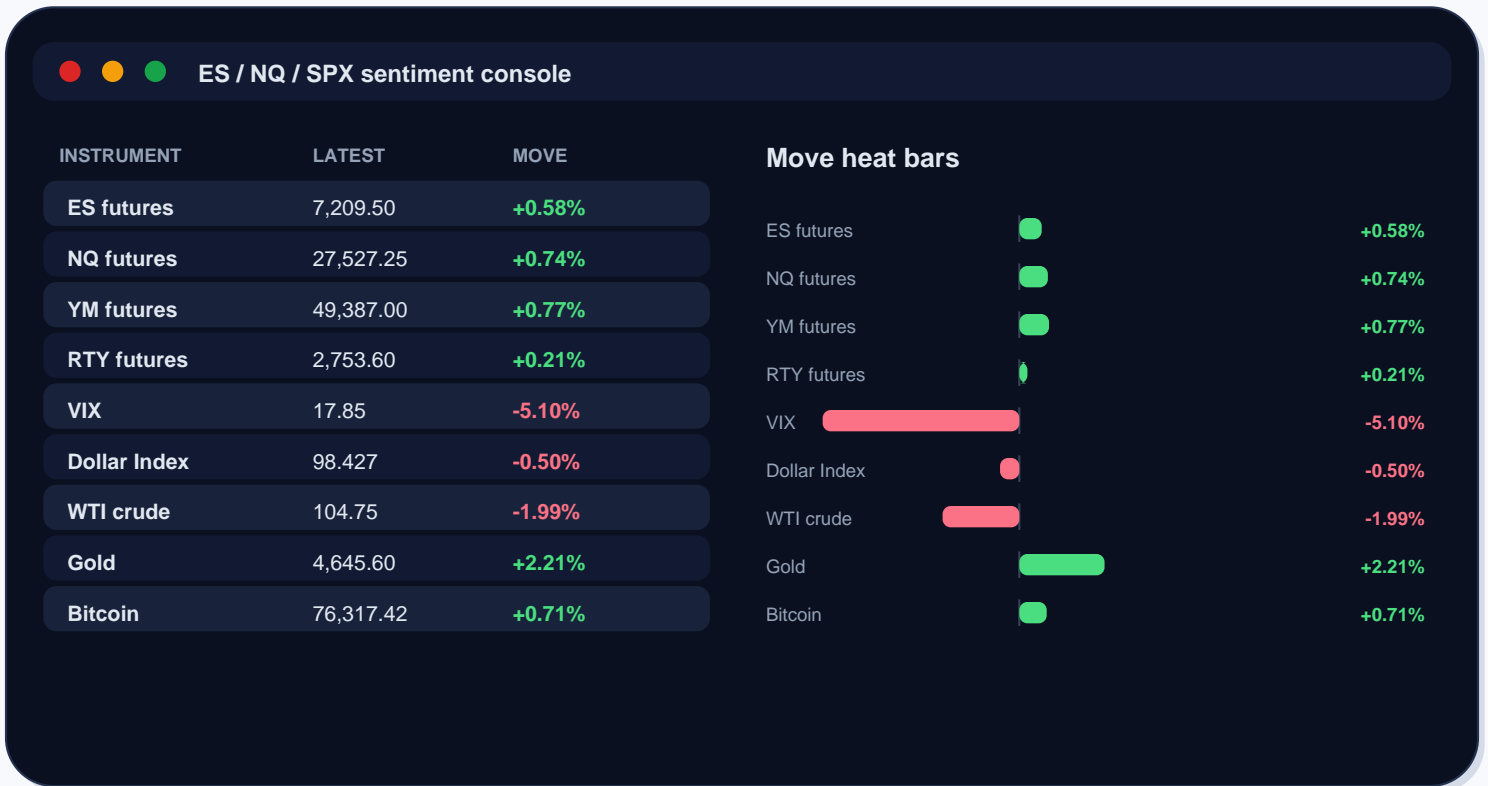 ES / NQ / SPX sentiment console
INSTRUMENT LATEST MOVE
ES futures 7,209.50 +0.58%
NQ futures 27,527.25 +0.74%
YM futures 49,387.00 +0.77%
RTY futures 2,753.60 +0.21%
VIX 17.85 -5.10%
Dollar Index 98.427 -0.50%
WTI crude 104.75 -1.99%
Gold 4,645.60 +2.21%
Bitcoin 76,317.42 +0.71%
Move heat bars
ES futures +0.58%
NQ futures +0.74%
YM futures +0.77%
RTY futures +0.21%
VIX -5.10%
Dollar Index -0.50%
WTI crude -1.99%
Gold +2.21%
Bitcoin +0.71%